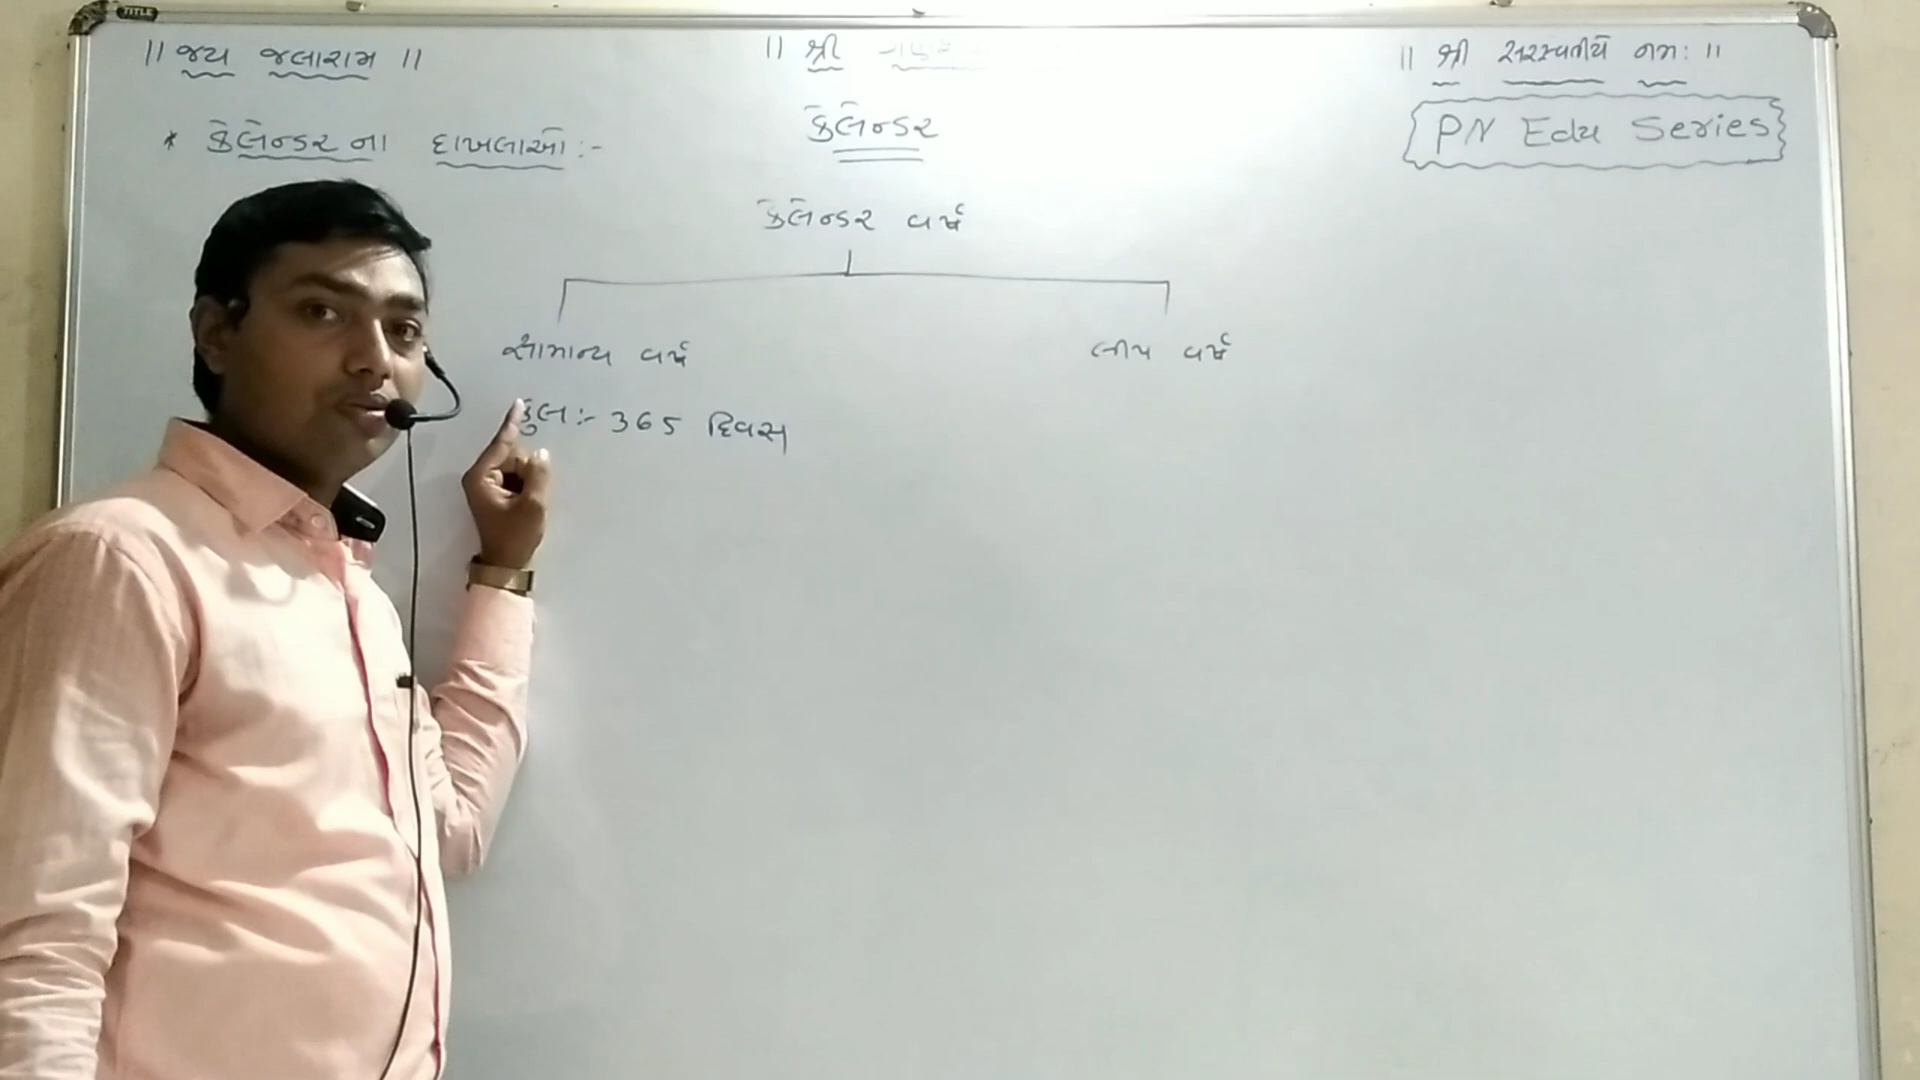 TITLE
|| જય જલારામ ||
|| શ્રી
|| શ્રી સરસ્વતીયૈ નમઃ ||
PN Edu Series
કેલેન્ડર
* કેલેન્ડર ના દાખલાઓ :-
કેલેન્ડર વર્ષ
સામાન્ય વર્ષ
લીપ વર્ષ
કુલ :- 365 દિવસ